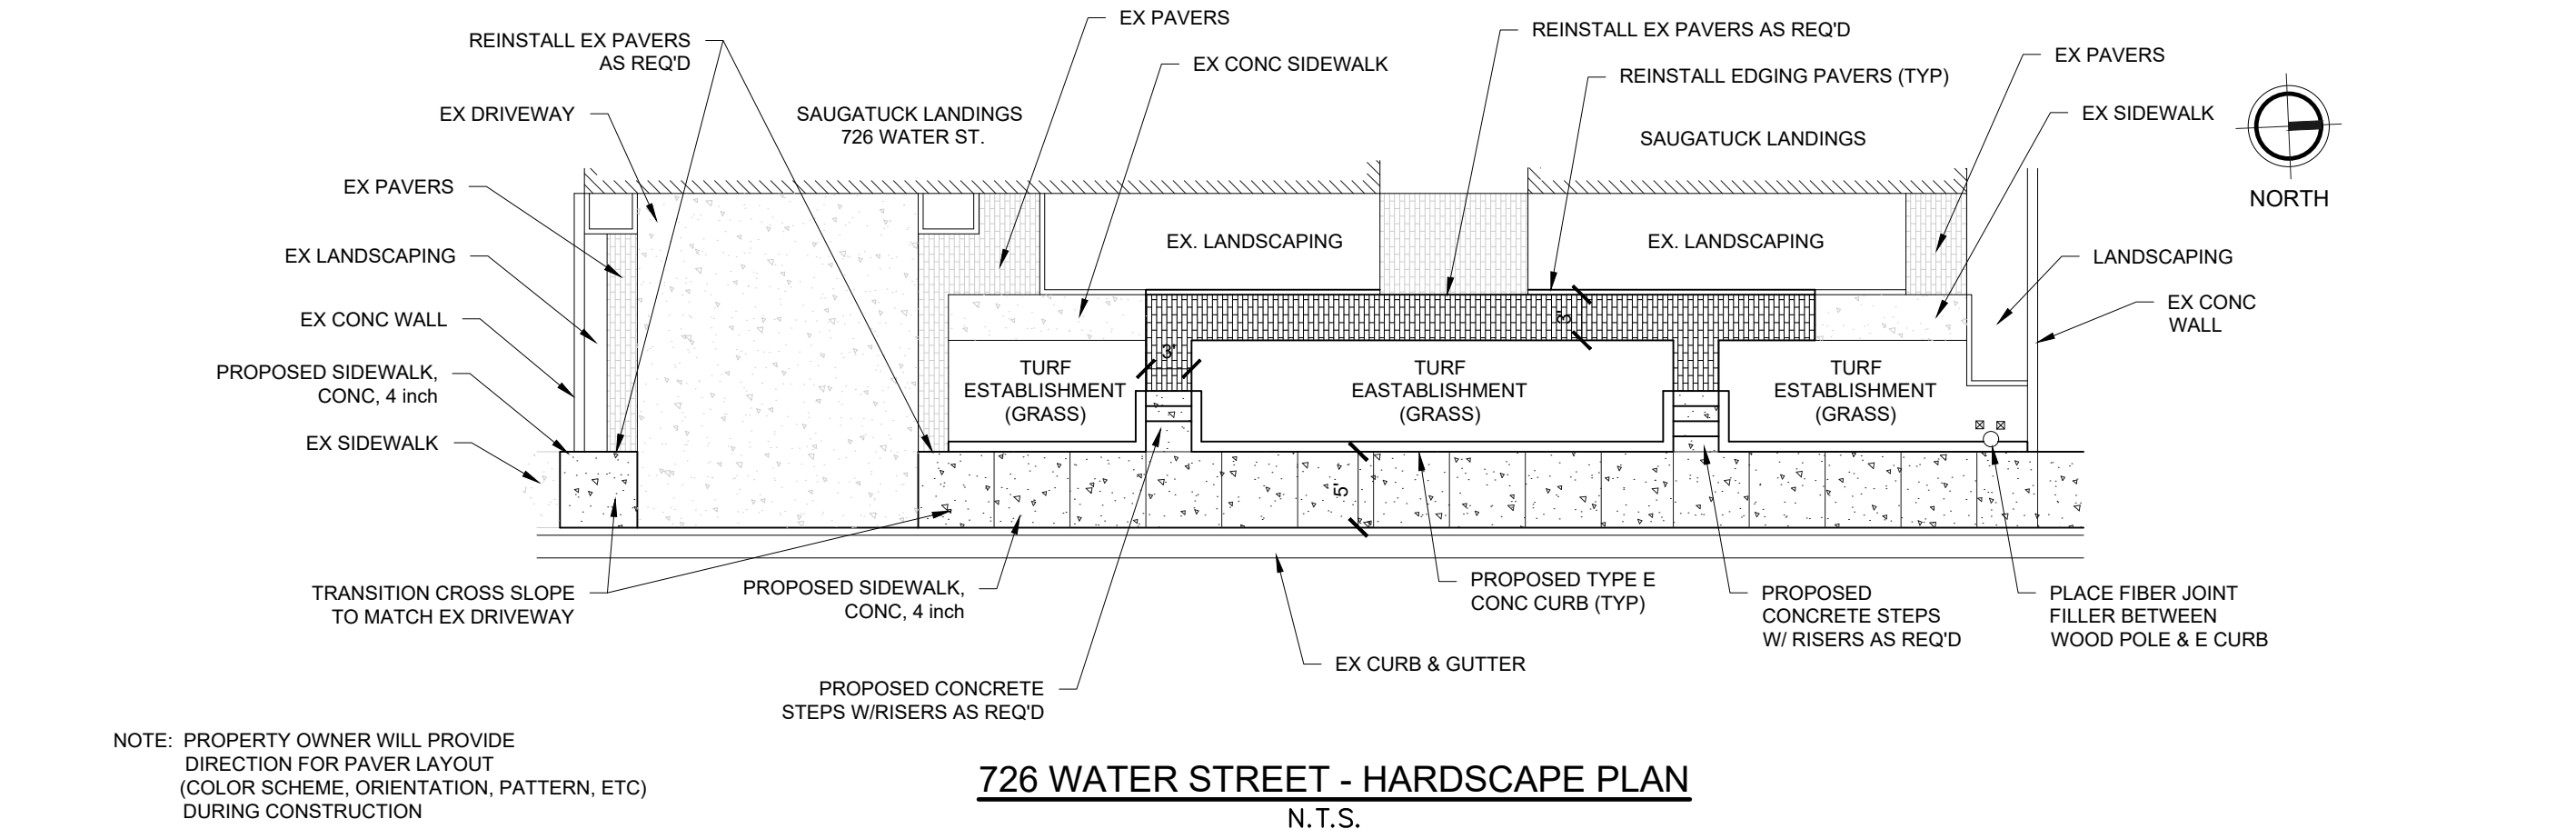 EX PAVERS
REINSTALL EX PAVERS AS REQ'D
REINSTALL EX PAVERS
AS REQ'D
EX PAVERS
EX CONC SIDEWALK
REINSTALL EDGING PAVERS (TYP)
EX DRIVEWAY
SAUGATUCK LANDINGS
726 WATER ST.
SAUGATUCK LANDINGS
EX SIDEWALK
NORTH
EX PAVERS
EX LANDSCAPING
EX. LANDSCAPING
EX. LANDSCAPING
LANDSCAPING
EX CONC WALL
EX CONC
WALL
3'
3'
PROPOSED SIDEWALK,
CONC, 4 inch
TURF
ESTABLISHMENT
(GRASS)
TURF
EASTABLISHMENT
(GRASS)
TURF
ESTABLISHMENT
(GRASS)
EX SIDEWALK
5'
TRANSITION CROSS SLOPE
TO MATCH EX DRIVEWAY
PROPOSED SIDEWALK,
CONC, 4 inch
PROPOSED TYPE E
CONC CURB (TYP)
PROPOSED
CONCRETE STEPS
W/ RISERS AS REQ'D
PLACE FIBER JOINT
FILLER BETWEEN
WOOD POLE & E CURB
EX CURB & GUTTER
PROPOSED CONCRETE
STEPS W/RISERS AS REQ'D
NOTE: PROPERTY OWNER WILL PROVIDE
DIRECTION FOR PAVER LAYOUT
(COLOR SCHEME, ORIENTATION, PATTERN, ETC)
DURING CONSTRUCTION
726 WATER STREET - HARDSCAPE PLAN
N.T.S.